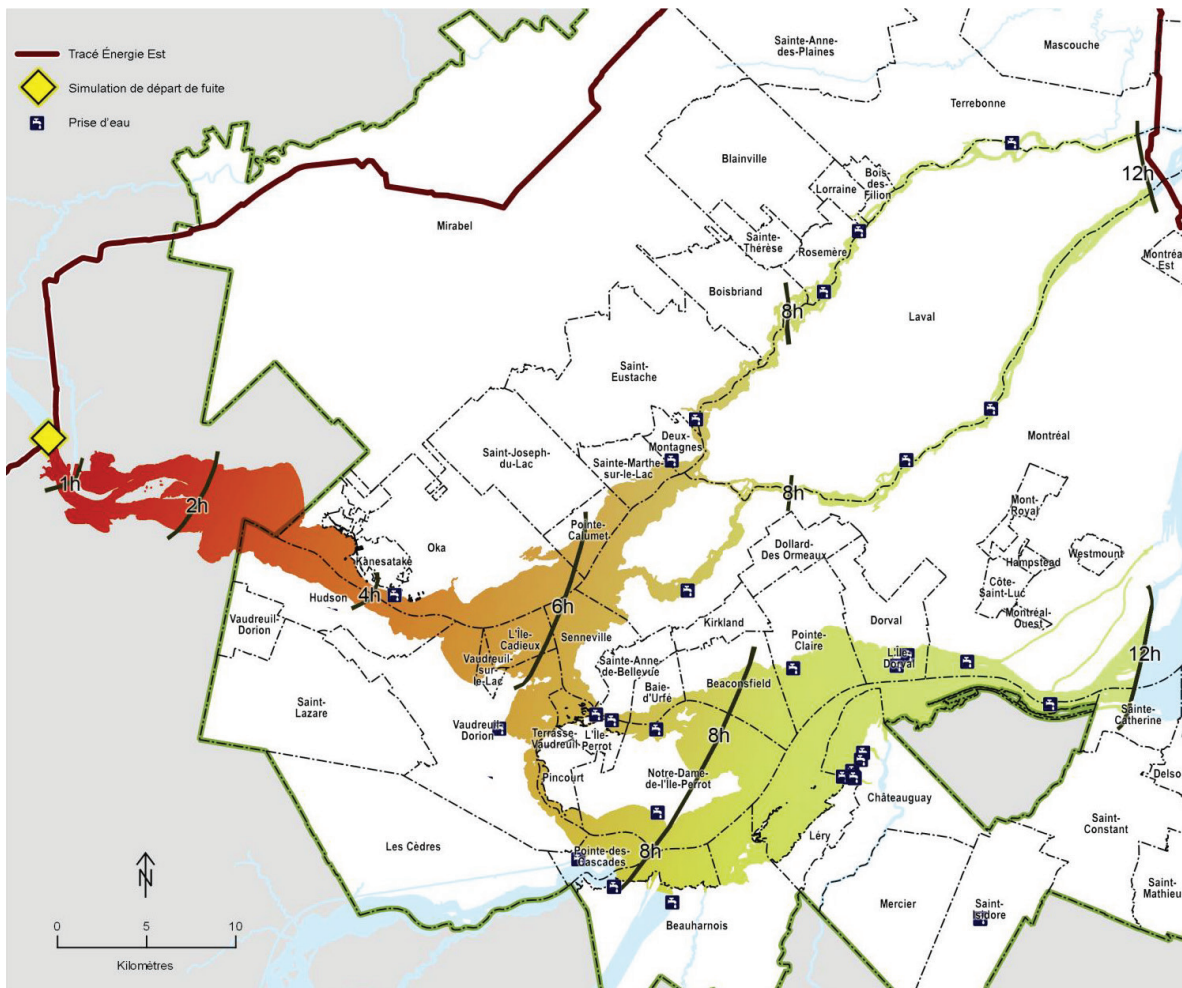 Tracé Énergie Est
Simulation de départ de fuite
Prise d'eau
Sainte-Anne-
des-Plaines
Mascouche
Terrebonne
Blainville
Bois-
des-
Filion
Lorraine
12h
Mirabel
Sainte-
Thérèse
Rosemère
Montréal
Est
Boisbriand
8h
Laval
Saint-
Eustache
Deux-
Montagnes
Montréal
Saint-Joseph-
du-Lac
Sainte-Marthe-
sur-le-Lac
1h
2h
8h
Mont-
Royal
Pointe-
Calumet
Dollard-
Des Ormeaux
Oka
Kanesatake
Hampstead
Westmount
Côte-
Saint-Luc
Montréal-
Ouest
4h
Hudson
6h
Vaudreuil-
Dorion
L'Île-
Cadieux
Senneville
Kirkland
Dorval
Pointe-
Claire
Vaudreuil-
sur-
le-Lac
Sainte-Anne-
de-Bellevue
L'Île-
Dorval
12h
Baie-
d'Urfé
Beaconsfield
Saint-
Lazare
Sainte-
Catherine
Vaudreuil-
Dorion
Terrasse-
Vaudreuil
L'Île-
Perrot
8h
Pincourt
Notre-Dame-
de-l'Île-Perrot
Delson
Châteauguay
Saint-
Constant
Léry
Les Cèdres
Pointe-des-
Cascades
8h
Saint-
Mathieu
N
Mercier
Saint-
Isidore
Beauharnois
0 5 10
Kilomètres